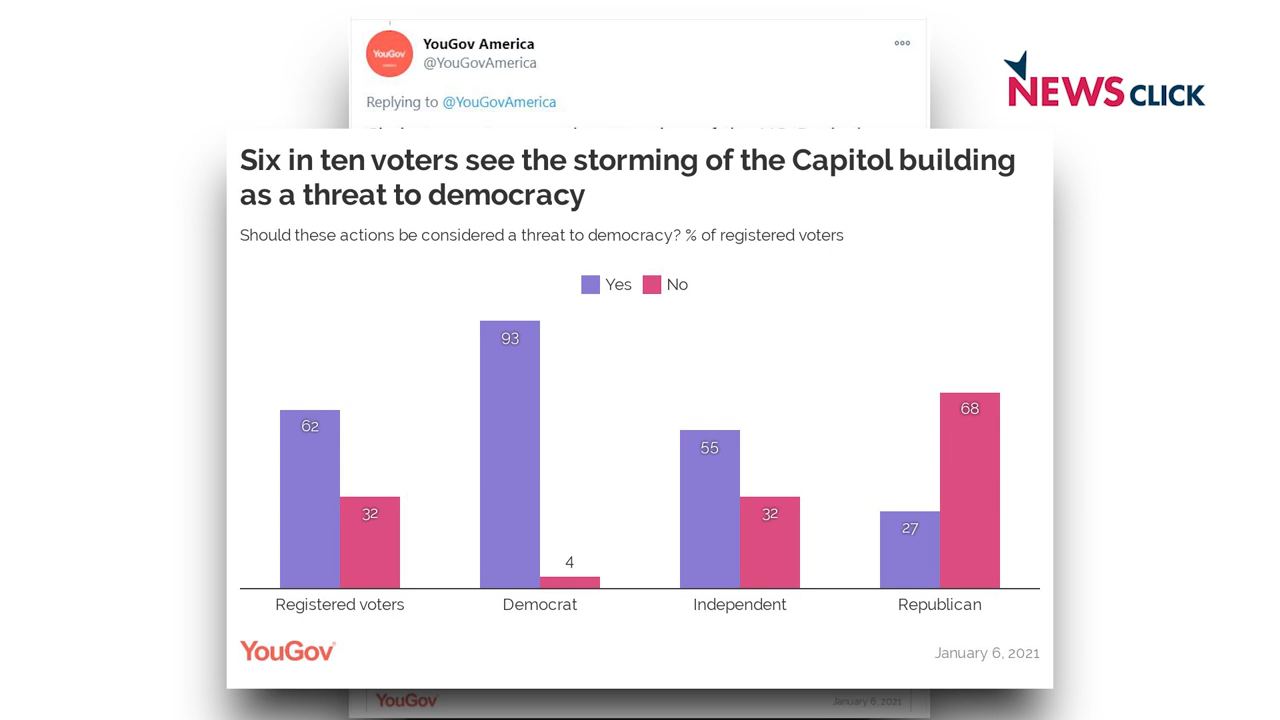 YouGov America
@YouGovAmerica
YouGov
Replying to @YouGovAmerica
NEWS CLICK
Six in ten voters see the storming of the Capitol building
as a threat to democracy
Should these actions be considered a threat to democracy? % of registered voters
Yes No
62 32 93 4 55 32 27 68
Registered voters Democrat Independent Republican
YouGov January 6, 2021
YouGov January 6, 2021